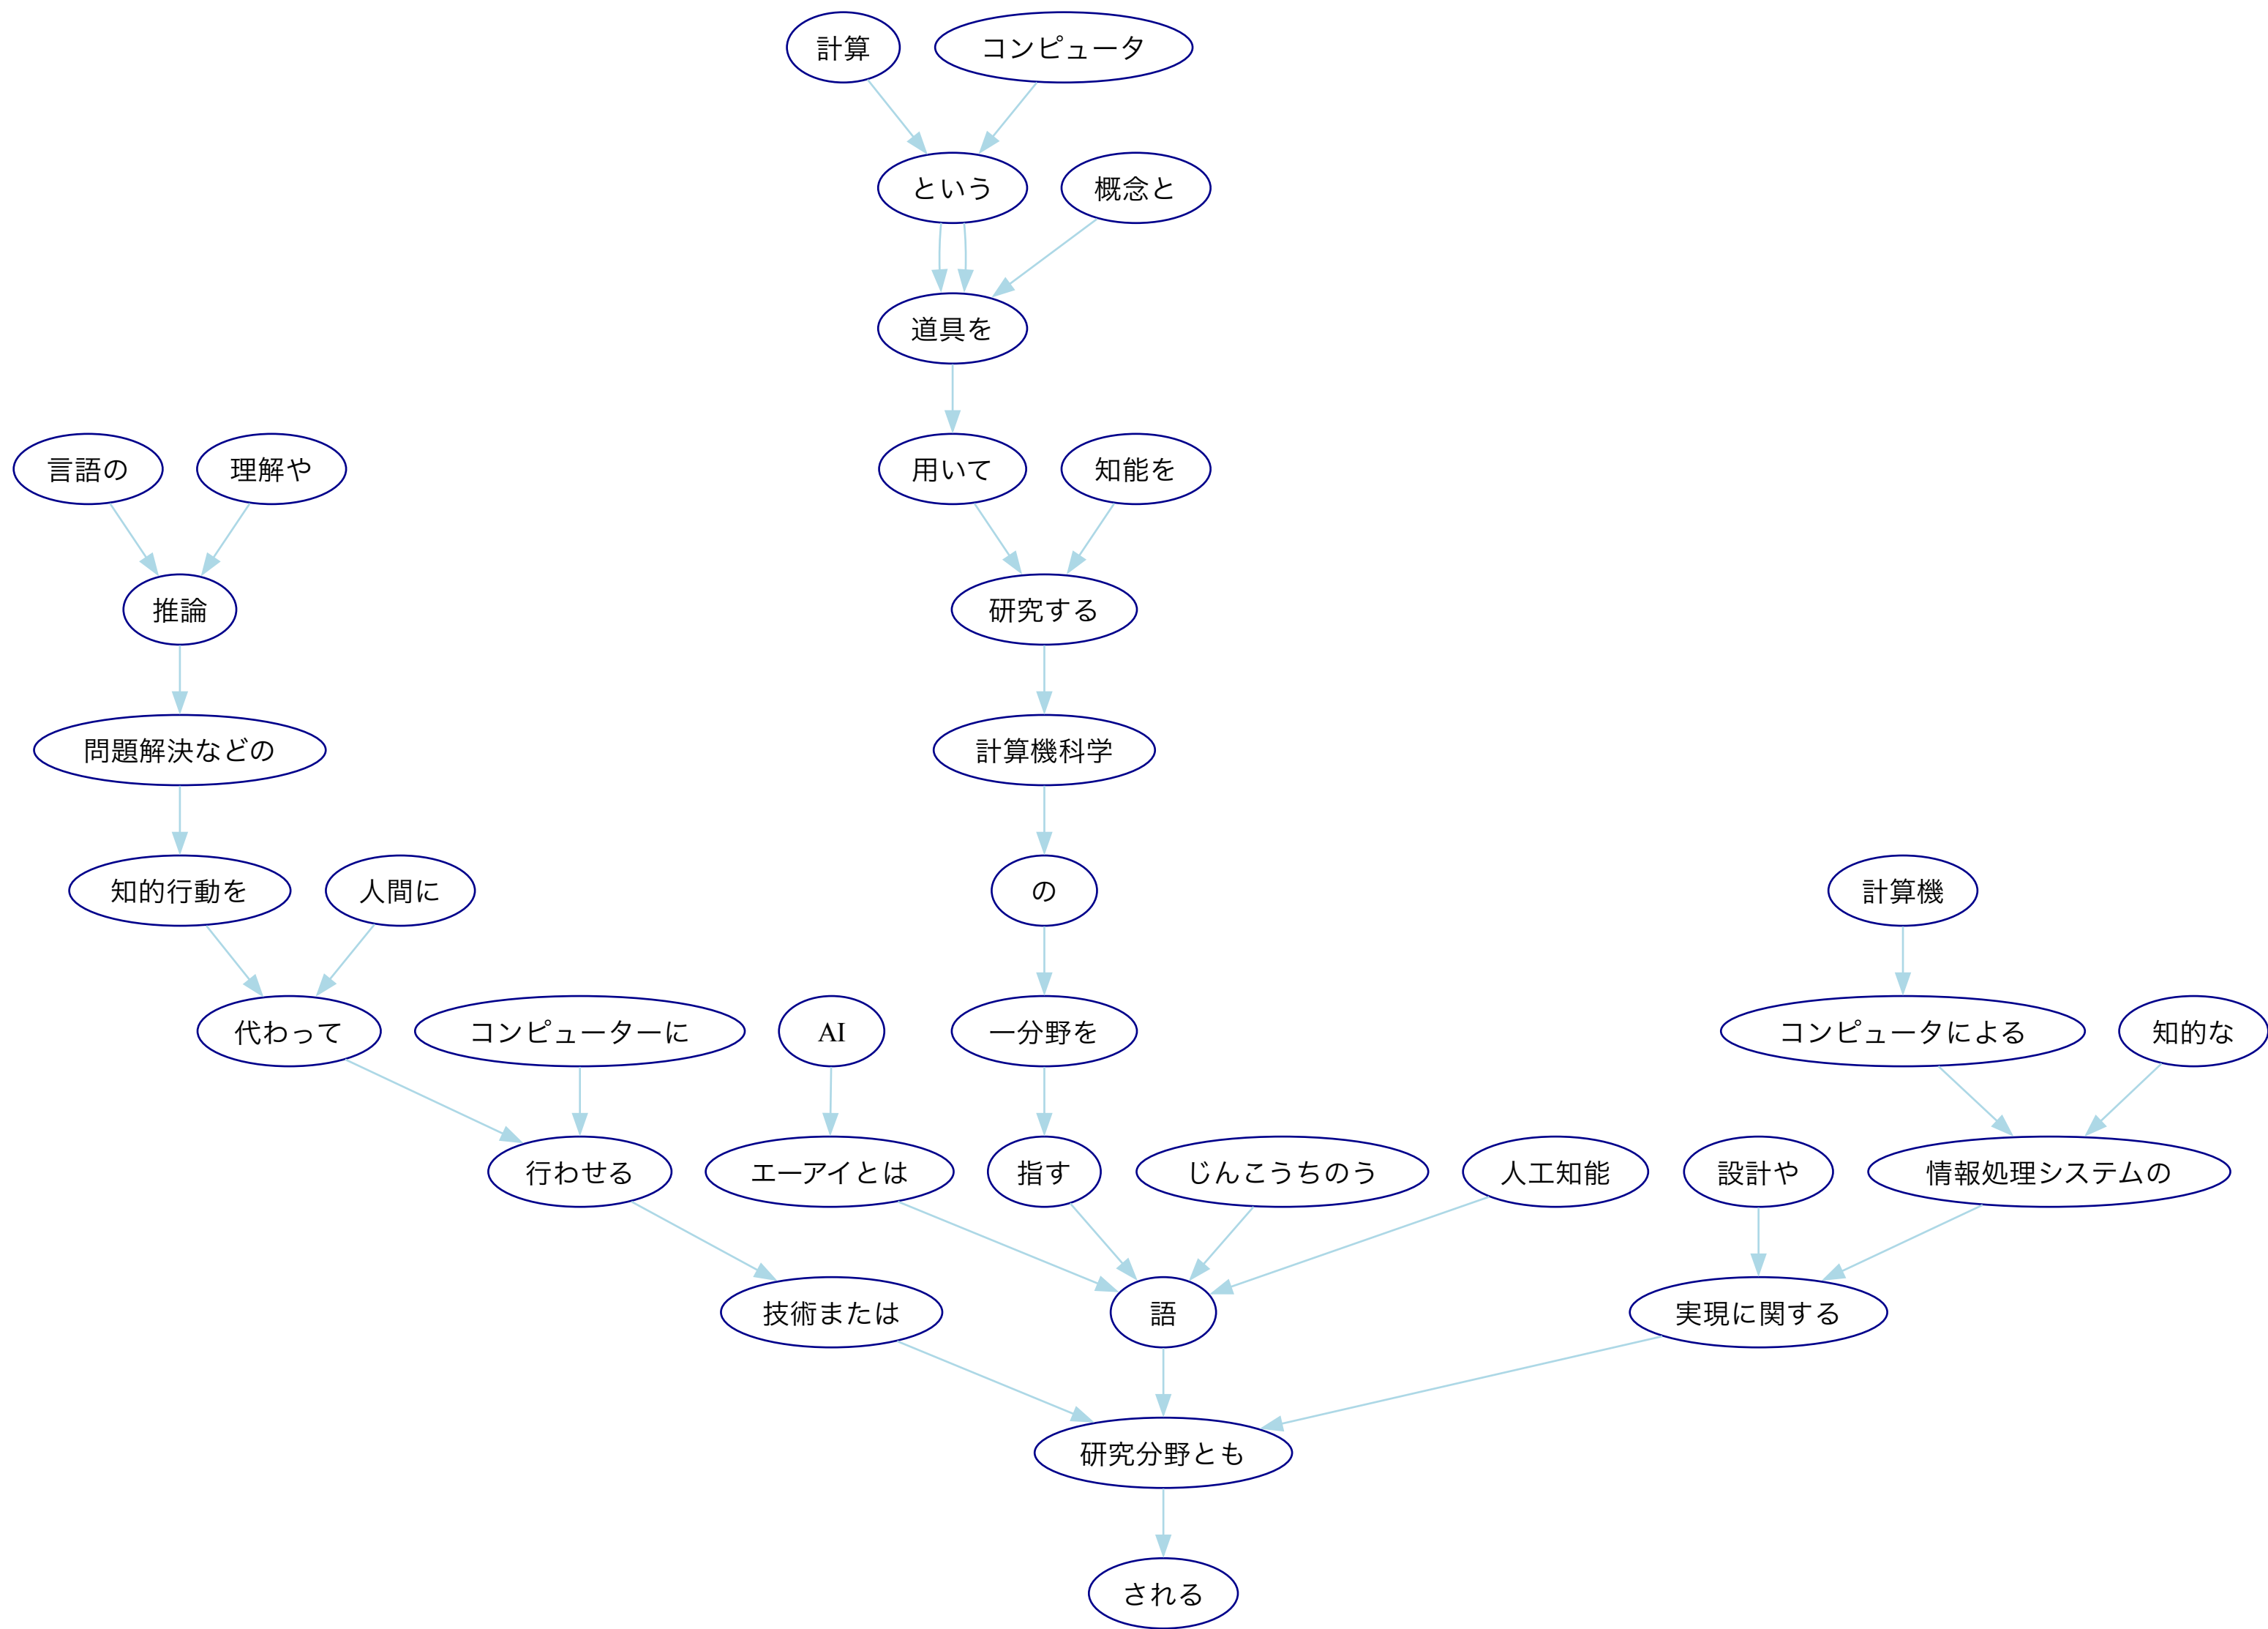 計算 コンピュータ
という 概念と
道具を
言語の 理解や 用いて 知能を
推論 研究する
問題解決などの 計算機科学
知的行動を 人間に の 計算機
代わって コンピューターに AI 一分野を コンピュータによる 知的な
行わせる エーアイとは 指す じんこうちのう 人工知能 設計や 情報処理システムの
技術または 語 実現に関する
研究分野とも
される